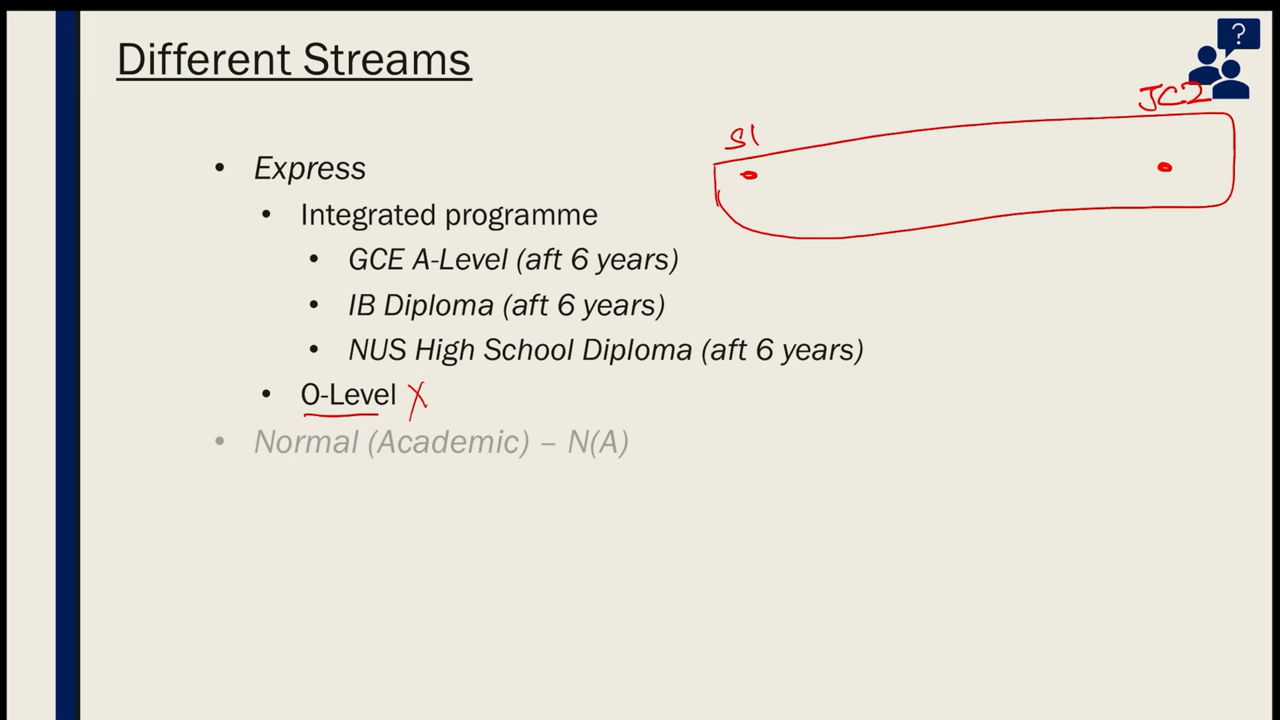 Different Streams
?
JC2
S1
• Express
• Integrated programme
• GCE A-Level (aft 6 years)
• IB Diploma (aft 6 years)
• NUS High School Diploma (aft 6 years)
• O-Level X
• Normal (Academic) – N(A)